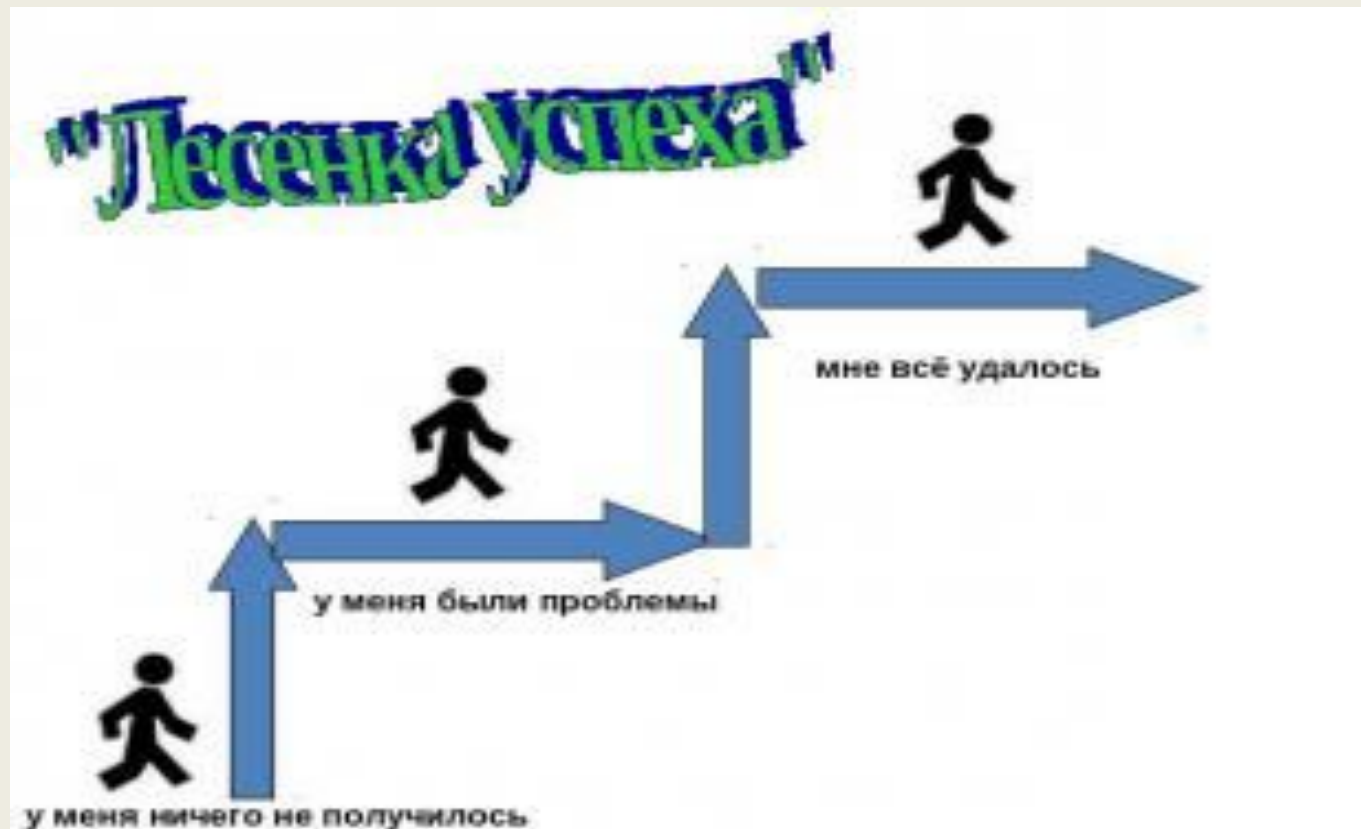 "Лесенка успеха"
мне всё удалось
у меня были проблемы
у меня ничего не получилось